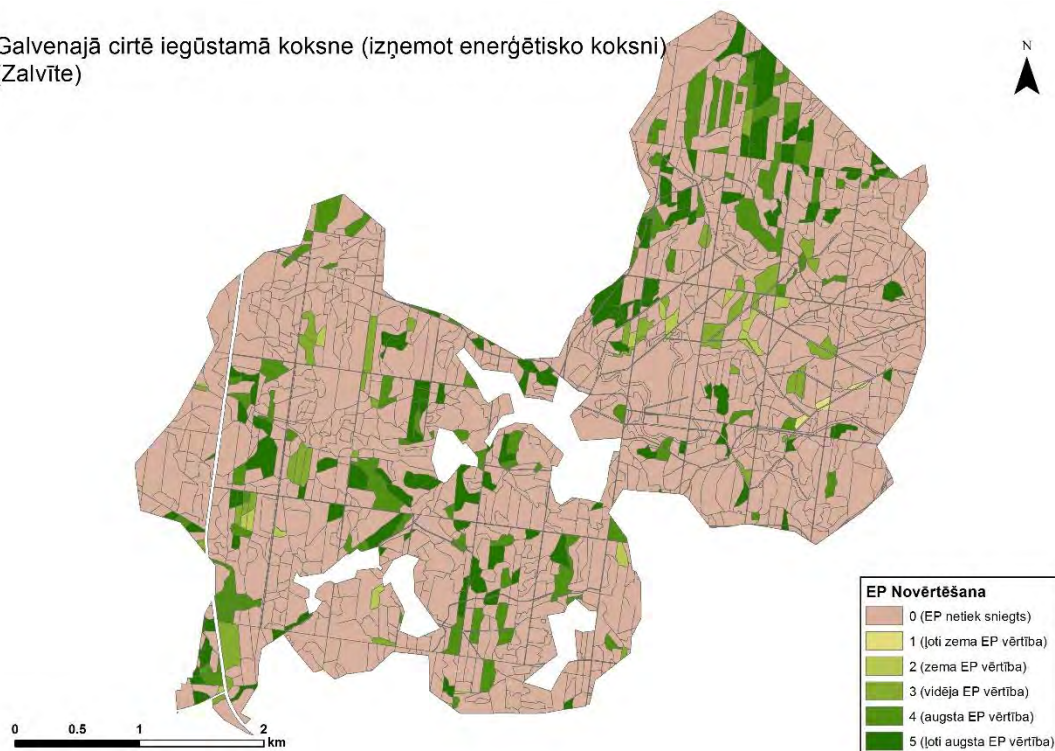 Galvenajā cirtē iegūstamā koksne (izņemot enerģētisko koksni)
(Zalvīte)
N
EP Novērtēšana
0 (EP netiek sniegts)
1 (ļoti zema EP vērtība)
2 (zema EP vērtība)
3 (vidēja EP vērtība)
4 (augsta EP vērtība)
5 (ļoti augsta EP vērtība)
0 0.5 1 2
km